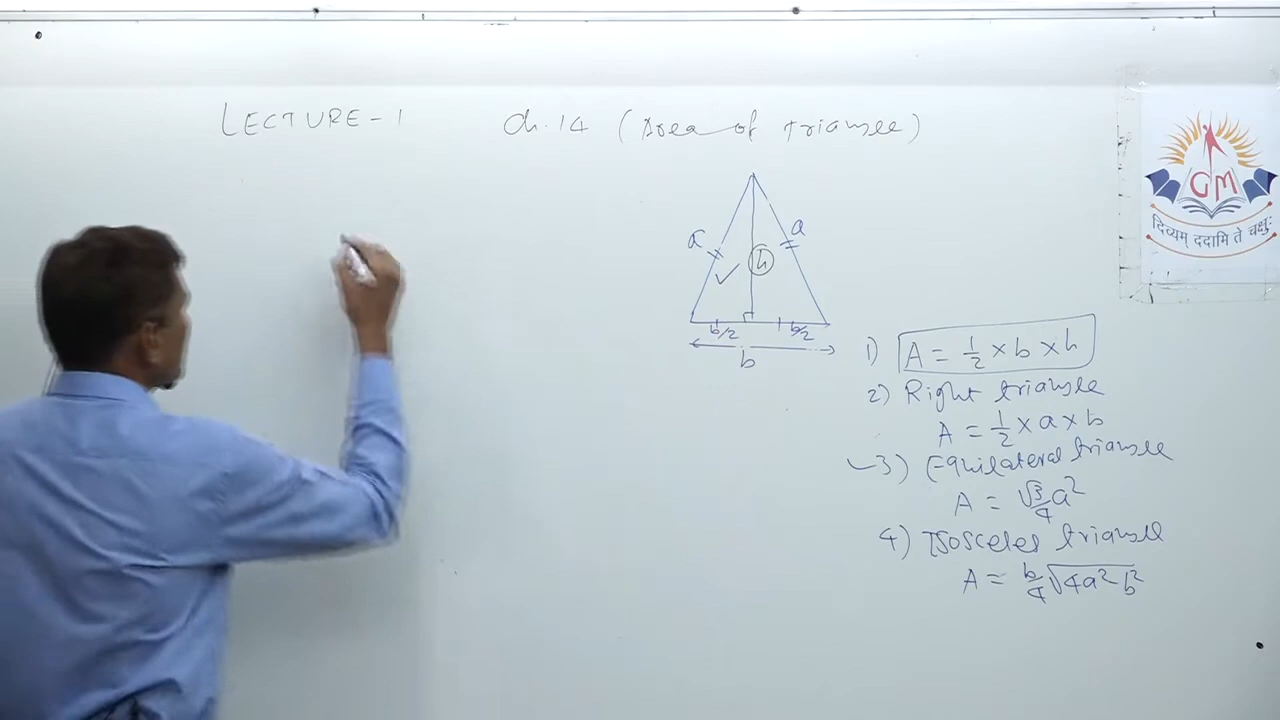 LECTURE-1 Ch.14 (Area of triangle)
a a
h
b/2 b/2
b
1) A = 1/2 × b × h
2) Right triangle
A = 1/2 × a × b
3) Equilateral triangle
A = √3/4 a²
4) Isosceles triangle
A = b/4 √4a² b²
GM
दिव्यम् ददामि ते चक्षुः